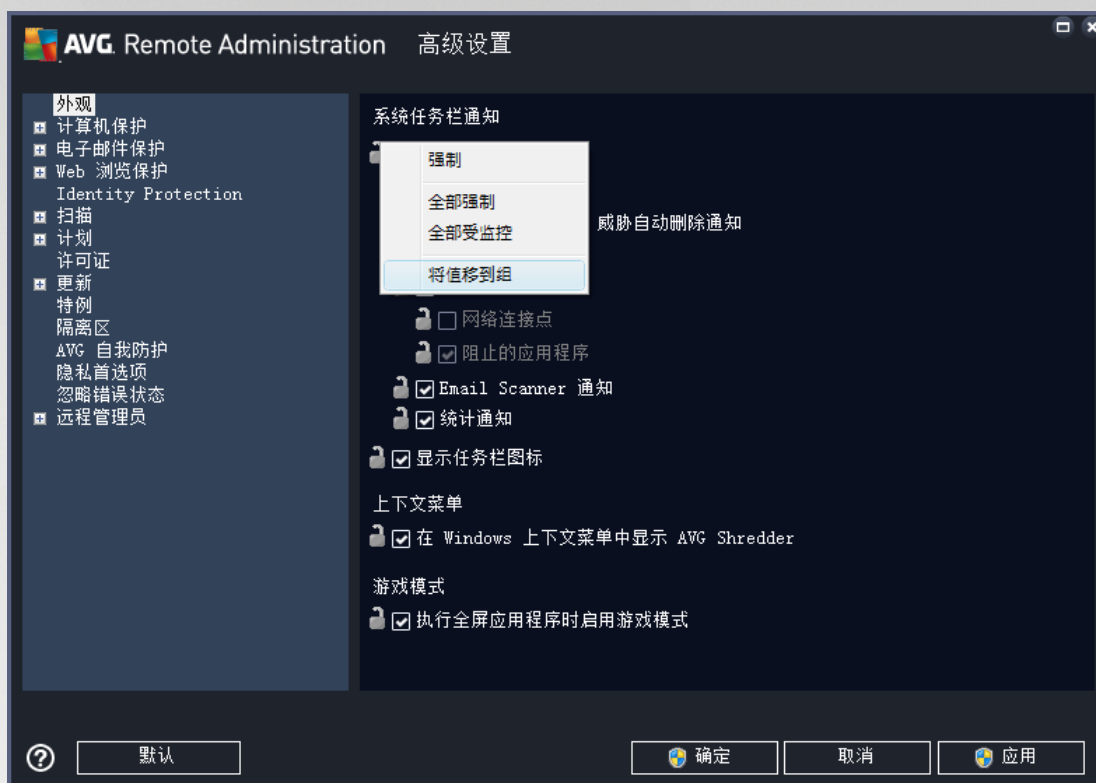 AVG. Remote Administration 高级设置
外观
计算机保护
电子邮件保护
Web 浏览保护
Identity Protection
扫描
计划
许可证
更新
特例
隔离区
AVG 自我防护
隐私首选项
忽略错误状态
远程管理员
系统任务栏通知
强制
全部强制
全部受监控
将值移到组
威胁自动删除通知
网络连接点
阻止的应用程序
Email Scanner 通知
统计通知
显示任务栏图标
上下文菜单
在 Windows 上下文菜单中显示 AVG Shredder
游戏模式
执行全屏应用程序时启用游戏模式
默认
确定
取消
应用